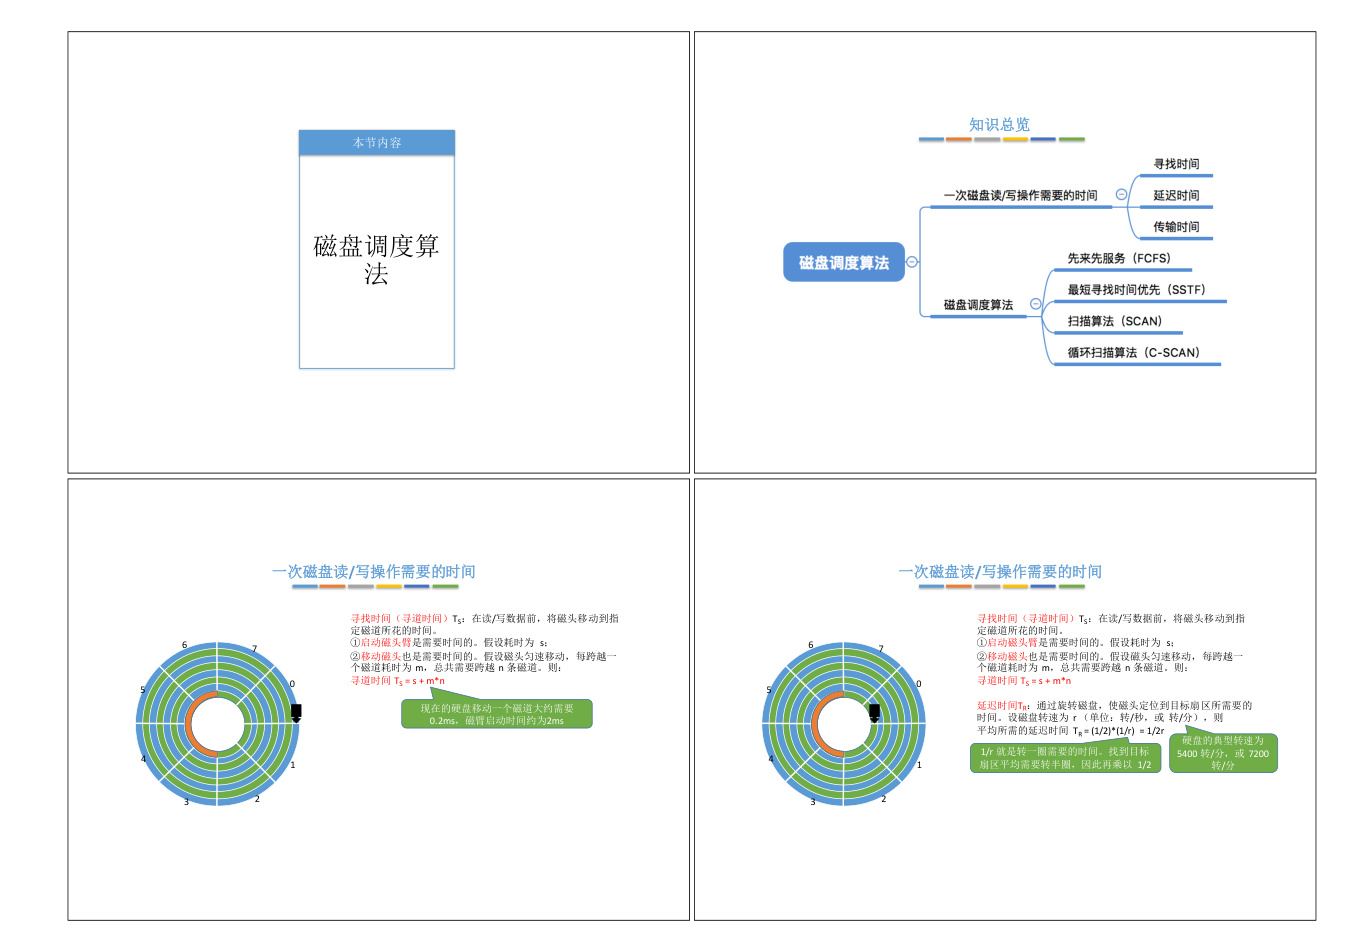 本节内容
磁盘调度算
法
知识总览
磁盘调度算法
一次磁盘读/写操作需要的时间
寻找时间
延迟时间
传输时间
磁盘调度算法
先来先服务（FCFS）
最短寻找时间优先（SSTF）
扫描算法（SCAN）
循环扫描算法（C-SCAN）
一次磁盘读/写操作需要的时间
寻找时间（寻道时间）TS：在读/写数据前，将磁头移动到指
定磁道所花的时间。
①启动磁头臂是需要时间的。假设耗时为 s；
②移动磁头也是需要时间的。假设磁头匀速移动，每跨越一
个磁道耗时为 m，总共需要跨越 n 条磁道。则：
寻道时间 TS = s + m*n
现在的硬盘移动一个磁道大约需要
0.2ms，磁臂启动时间约为2ms
6
7
5
0
4
1
3
2
一次磁盘读/写操作需要的时间
寻找时间（寻道时间）TS：在读/写数据前，将磁头移动到指
定磁道所花的时间。
①启动磁头臂是需要时间的。假设耗时为 s；
②移动磁头也是需要时间的。假设磁头匀速移动，每跨越一
个磁道耗时为 m，总共需要跨越 n 条磁道。则：
寻道时间 TS = s + m*n
延迟时间TR：通过旋转磁盘，使磁头定位到目标扇区所需要的
时间。设磁盘转速为 r（单位：转/秒，或 转/分），则
平均所需的延迟时间 TR = (1/2)*(1/r) = 1/2r
1/r 就是转一圈需要的时间。找到目标
扇区平均需要转半圈，因此再乘以 1/2
硬盘的典型转速为
5400 转/分，或 7200
转/分
6
7
5
0
4
1
3
2